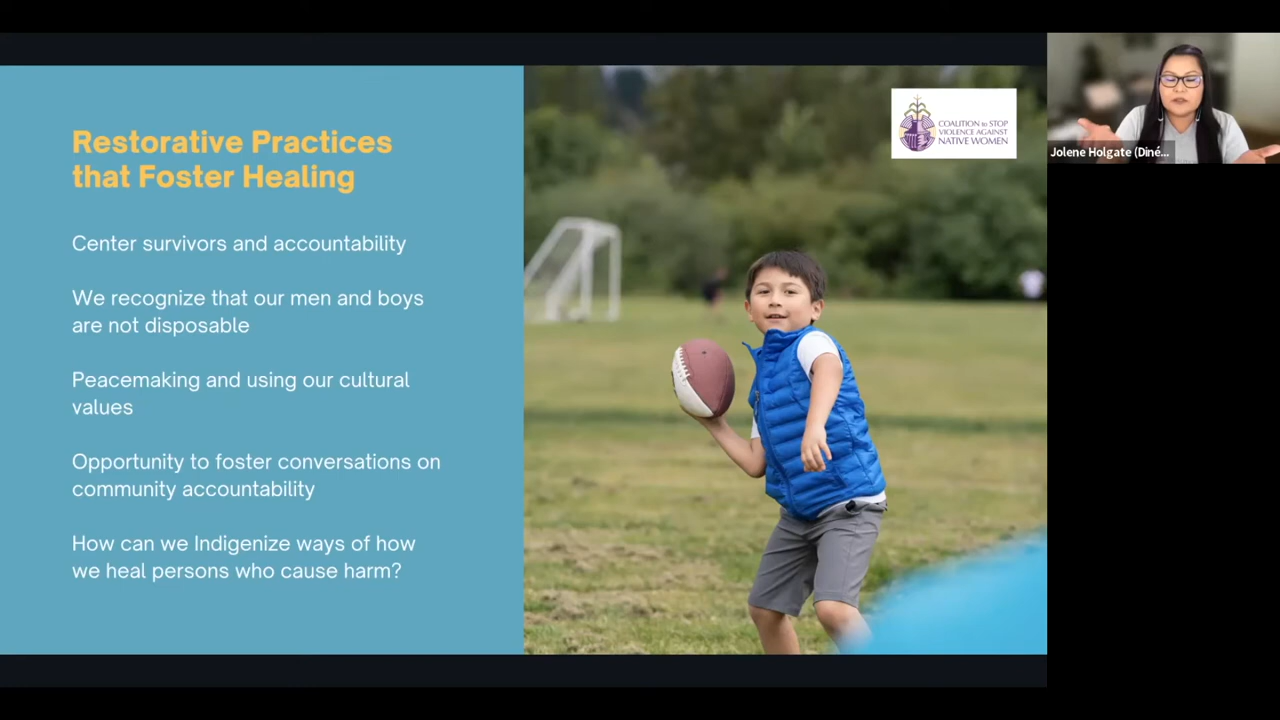 Restorative Practices
that Foster Healing
Center survivors and accountability
We recognize that our men and boys
are not disposable
Peacemaking and using our cultural
values
Opportunity to foster conversations on
community accountability
How can we Indigenize ways of how
we heal persons who cause harm?
COALITION to STOP
VIOLENCE AGAINST
NATIVE WOMEN
Jolene Holgate (Diné...